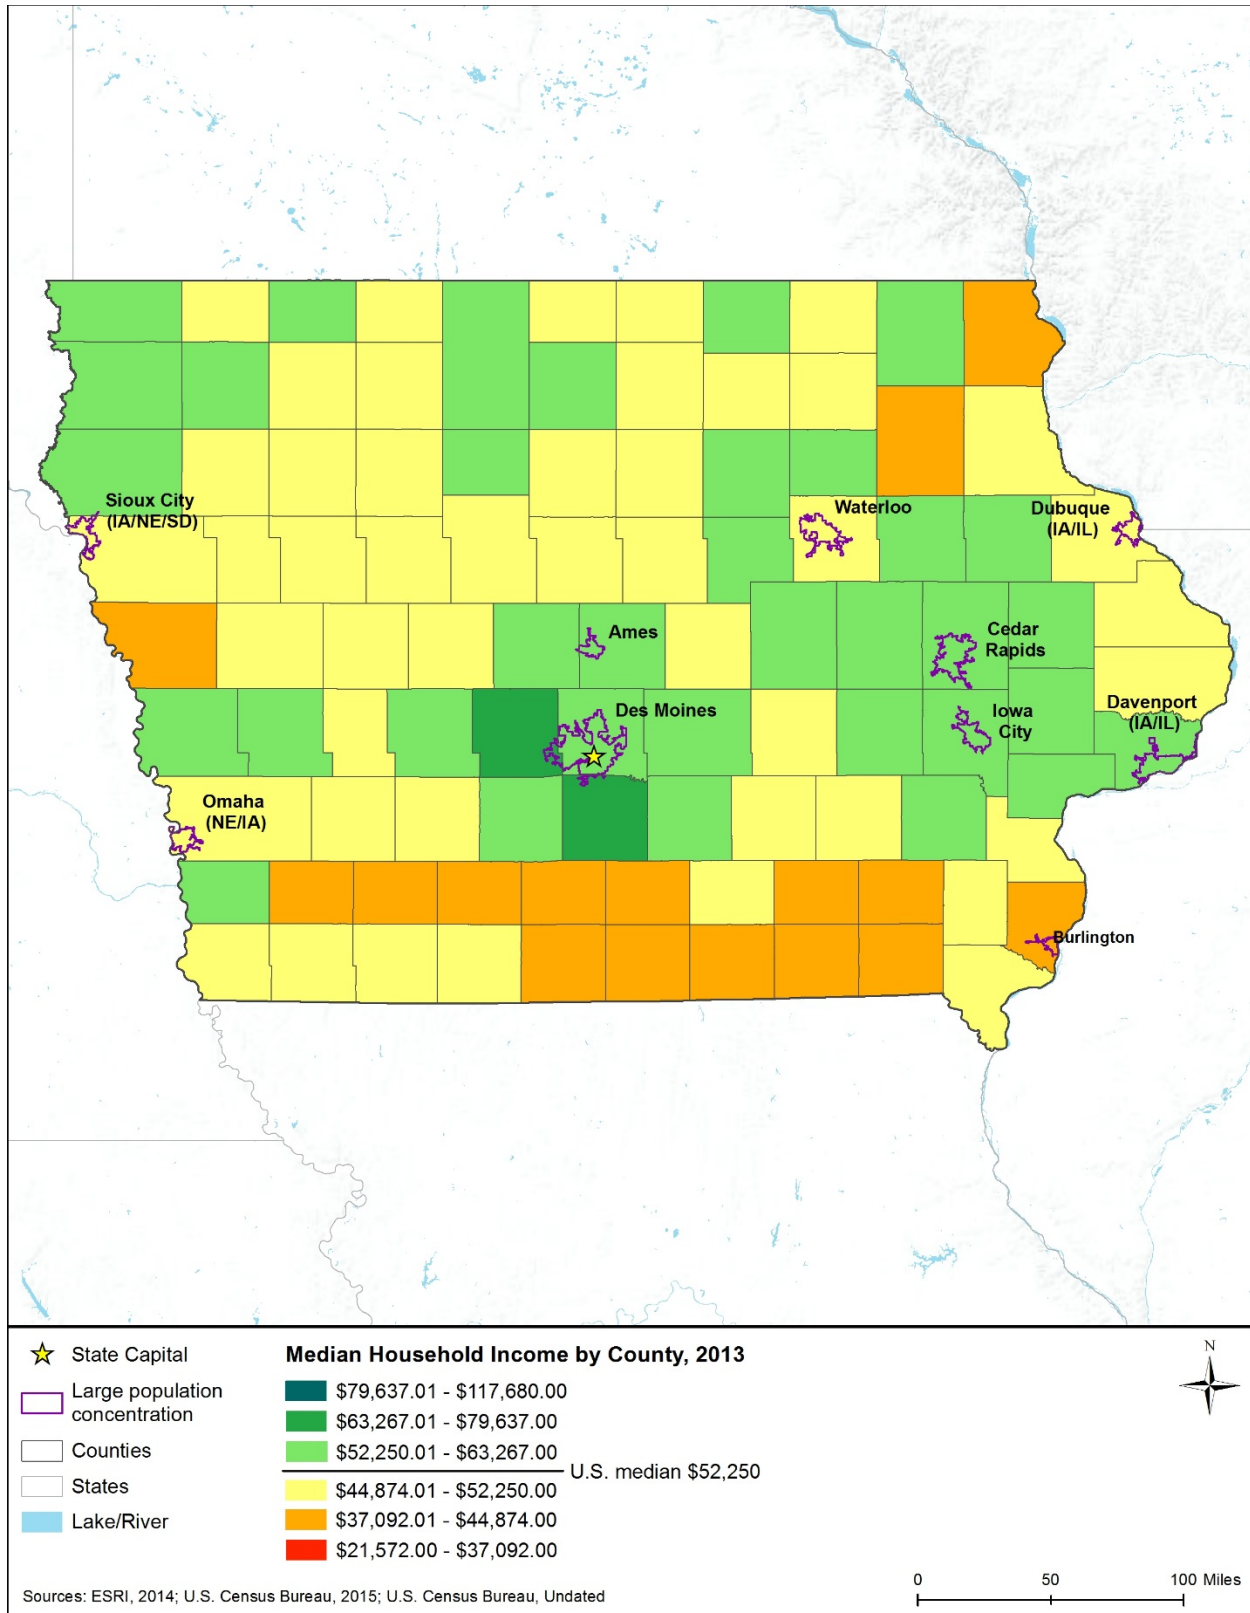 Sioux City
(IA/NE/SD)
Waterloo
Dubuque
(IA/IL)
Ames
Cedar
Rapids
Des Moines
Iowa
City
Davenport
(IA/IL)
Omaha
(NE/IA)
Burlington
State Capital
Large population
concentration
Counties
States
Lake/River
Median Household Income by County, 2013
$79,637.01 - $117,680.00
$63,267.01 - $79,637.00
$52,250.01 - $63,267.00
U.S. median $52,250
$44,874.01 - $52,250.00
$37,092.01 - $44,874.00
$21,572.00 - $37,092.00
N
0 50 100 Miles
Sources: ESRI, 2014; U.S. Census Bureau, 2015; U.S. Census Bureau, Undated